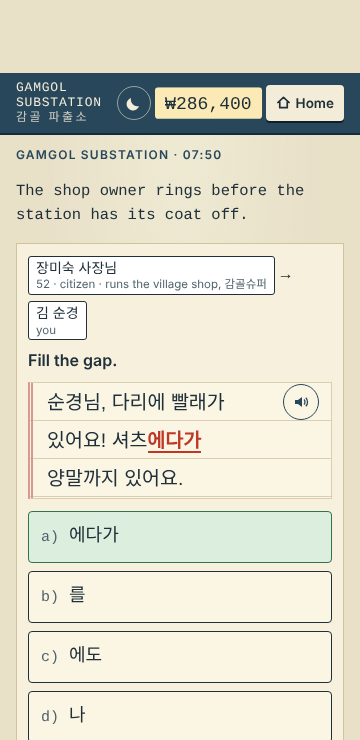 GAMGOL
SUBSTATION
감골 파출소
₩286,400
Home
GAMGOL SUBSTATION · 07:50
The shop owner rings before the
station has its coat off.
장미숙 사장님
52 · citizen · runs the village shop, 감골슈퍼
→
김 순경
you
Fill the gap.
순경님, 다리에 빨래가
있어요! 셔츠에다가
양말까지 있어요.
a) 에다가
b) 를
c) 에도
d) 나